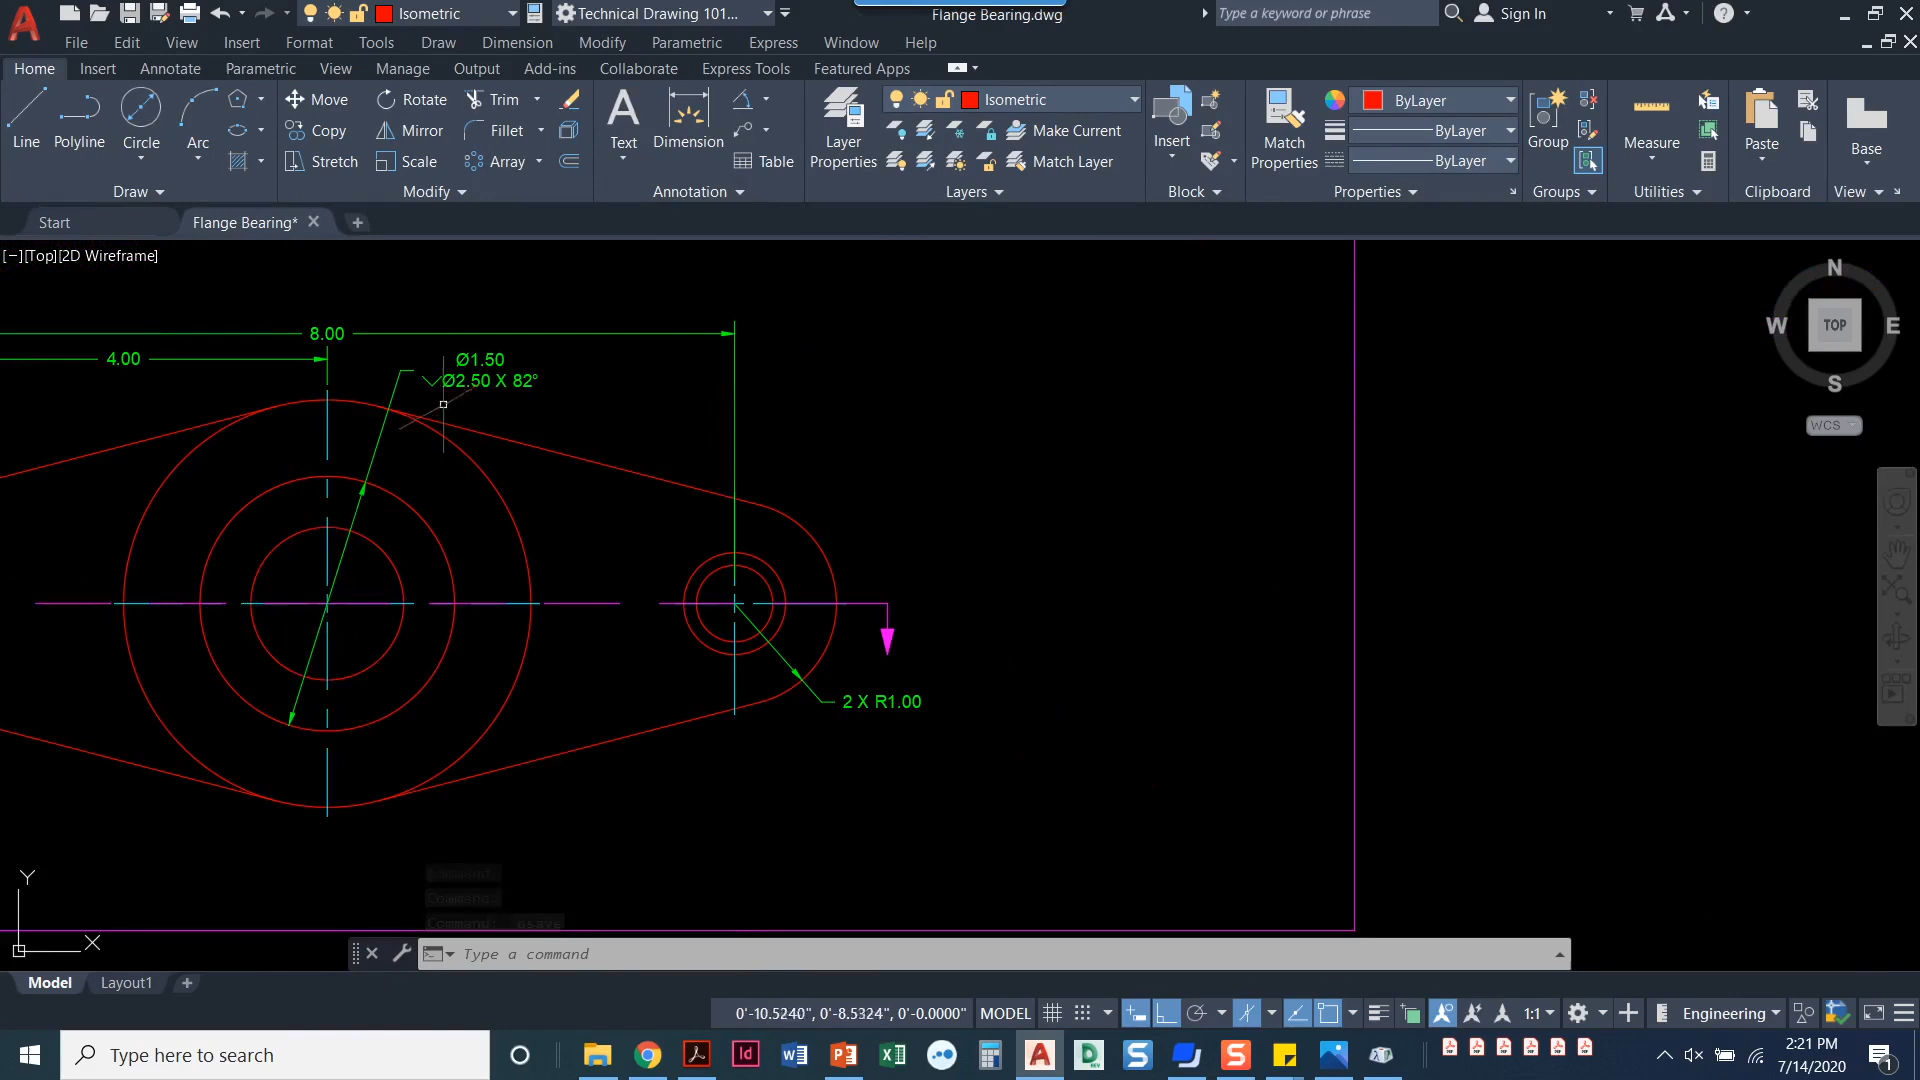 Isometric
Technical Drawing 101...
Flange Bearing.dwg
Type a keyword or phrase
Sign In
File Edit View Insert Format Tools Draw Dimension Modify Parametric Express Window Help
Home Insert Annotate Parametric View Manage Output Add-ins Collaborate Express Tools Featured Apps
Line
Polyline
Circle
Arc
Draw
Move
Copy
Stretch
Rotate
Mirror
Scale
Trim
Fillet
Array
Modify
Text
Dimension
Table
Annotation
Layer
Properties
Isometric
Make Current
Match Layer
Layers
Insert
Block
Match
Properties
ByLayer
ByLayer
ByLayer
Properties
Group
Groups
Measure
Utilities
Paste
Clipboard
Base
View
Start
Flange Bearing*
[−][Top][2D Wireframe]
N
W
TOP
E
S
WCS
8.00
4.00
Ø1.50
Ø2.50 X 82°
2 X R1.00
Y
X
Type a command
Model
Layout1
0'-10.5240", 0'-8.5324", 0'-0.0000"
MODEL
1:1
Engineering
Type here to search
2:21 PM
7/14/2020
1